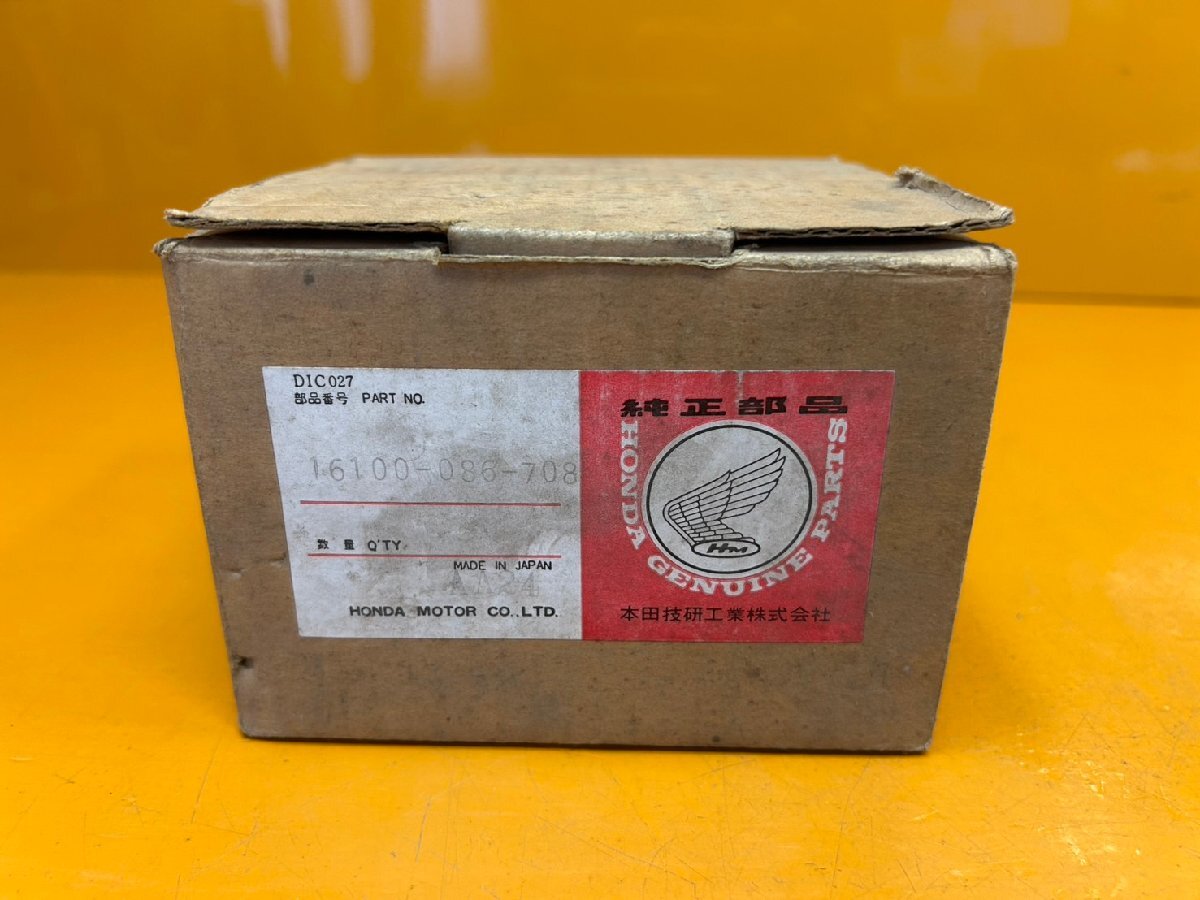 D1C027
部品番号 PART NO.
16100-086-708
数量 Q'TY
MADE IN JAPAN
HONDA MOTOR CO.,LTD.
純正部品
HONDA GENUINE PARTS
HM
本田技研工業株式会社